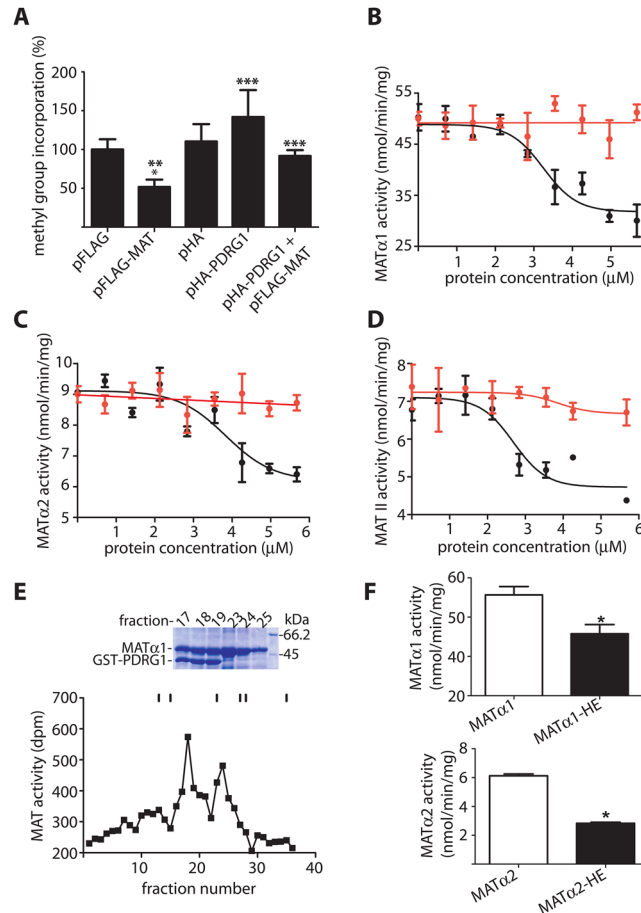 A
methyl group incorporation (%)
200
150
100
50
***
***
***
pFLAG
pFLAG-MAT
pHA
pHA-PDRG1
pHA-PDRG1 +
pFLAG-MAT
B
MATα1 activity (nmol/min/mg)
55
45
35
25
1 2 3 4 5
protein concentration (μM)
C
MATα2 activity (nmol/min/mg)
10
9
8
7
6
5
1 2 3 4 5 6
protein concentration (μM)
D
MAT II activity (nmol/min/mg)
8
7
6
5
4
1 2 3 4 5 6
protein concentration (μM)
E
fraction- 17 18 19 23 24 25 kDa
-66.2
MATα1
-45
GST-PDRG1
MAT activity (dpm)
700
600
500
400
300
200
0 10 20 30 40
fraction number
F
MATα1 activity
(nmol/min/mg)
60
50
40
30
20
*
MATα1
MATα1-HE
MATα2 activity
(nmol/min/mg)
8
6
4
2
*
MATα2
MATα2-HE